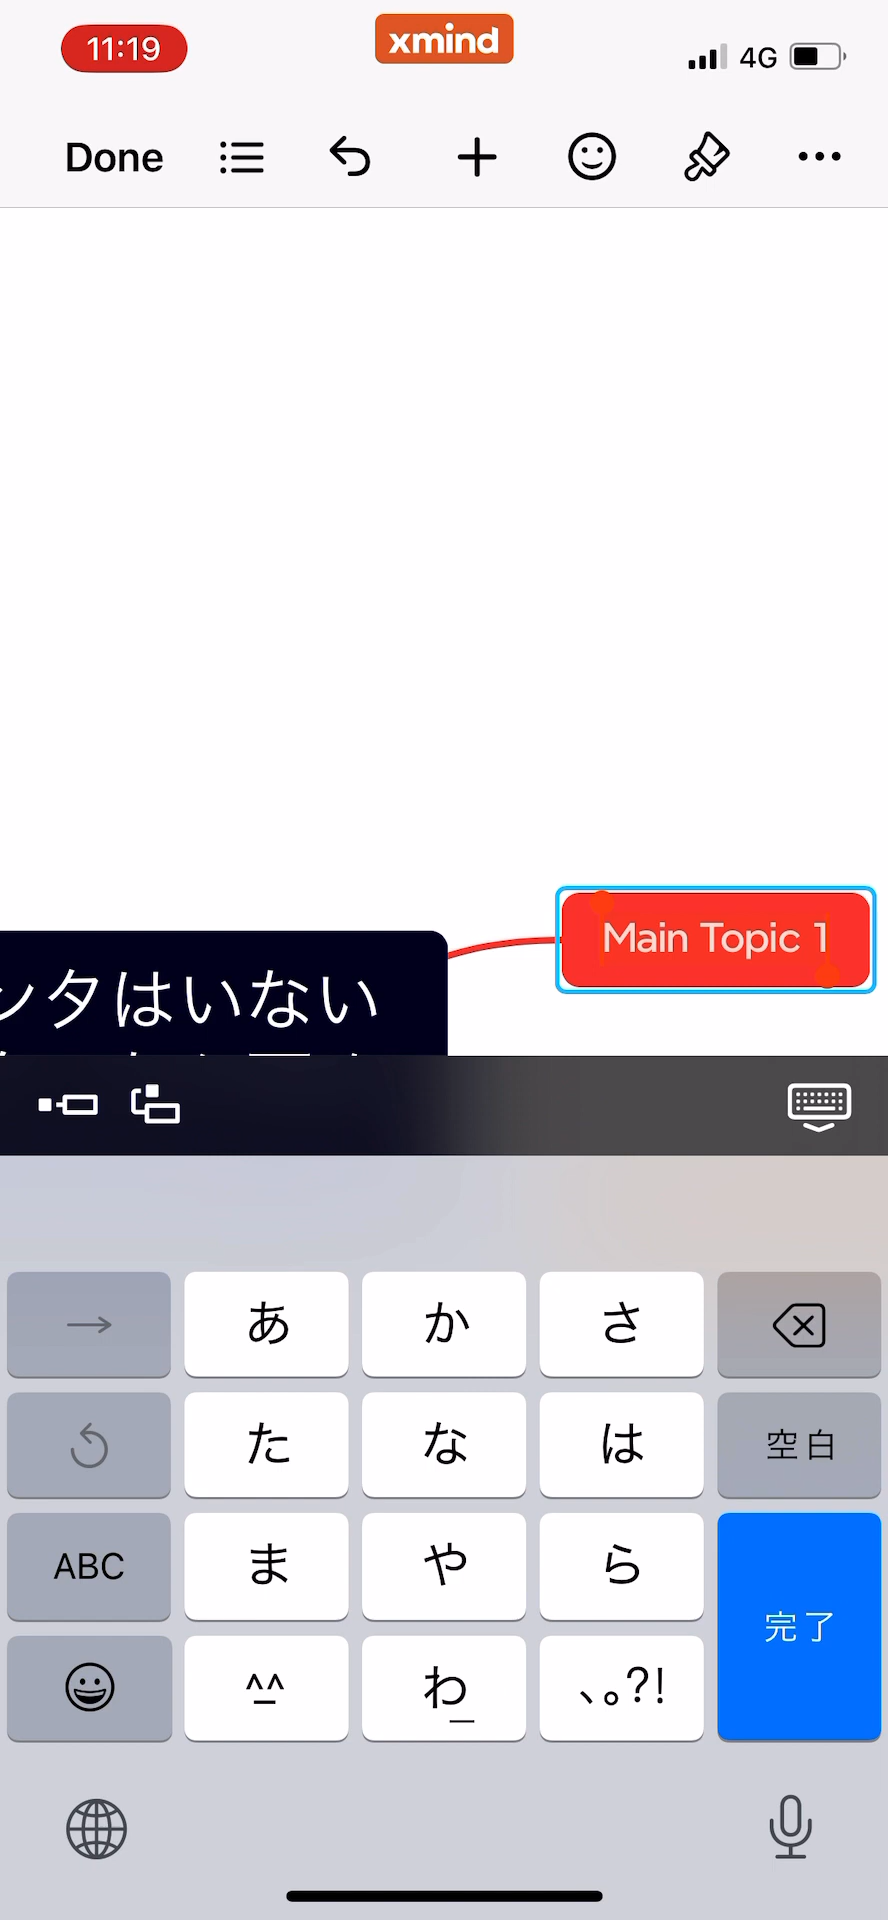 11:19
xmind
4G
Done
Main Topic 1
ンタはいない
→
あ
か
さ
た
な
は
空白
ABC
ま
や
ら
完了
^_^
わ_
、。?!